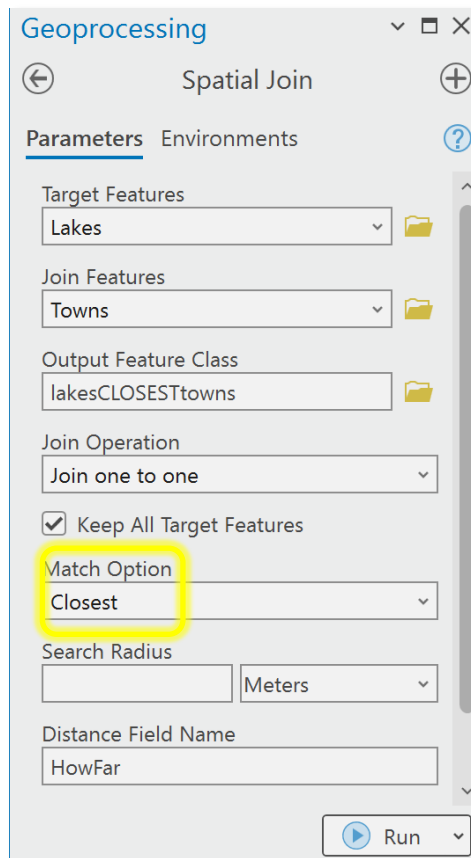 Geoprocessing
Spatial Join
Parameters Environments
?
Target Features
Lakes
Join Features
Towns
Output Feature Class
lakesCLOSESTtowns
Join Operation
Join one to one
Keep All Target Features
Match Option
Closest
Search Radius
Meters
Distance Field Name
HowFar
Run